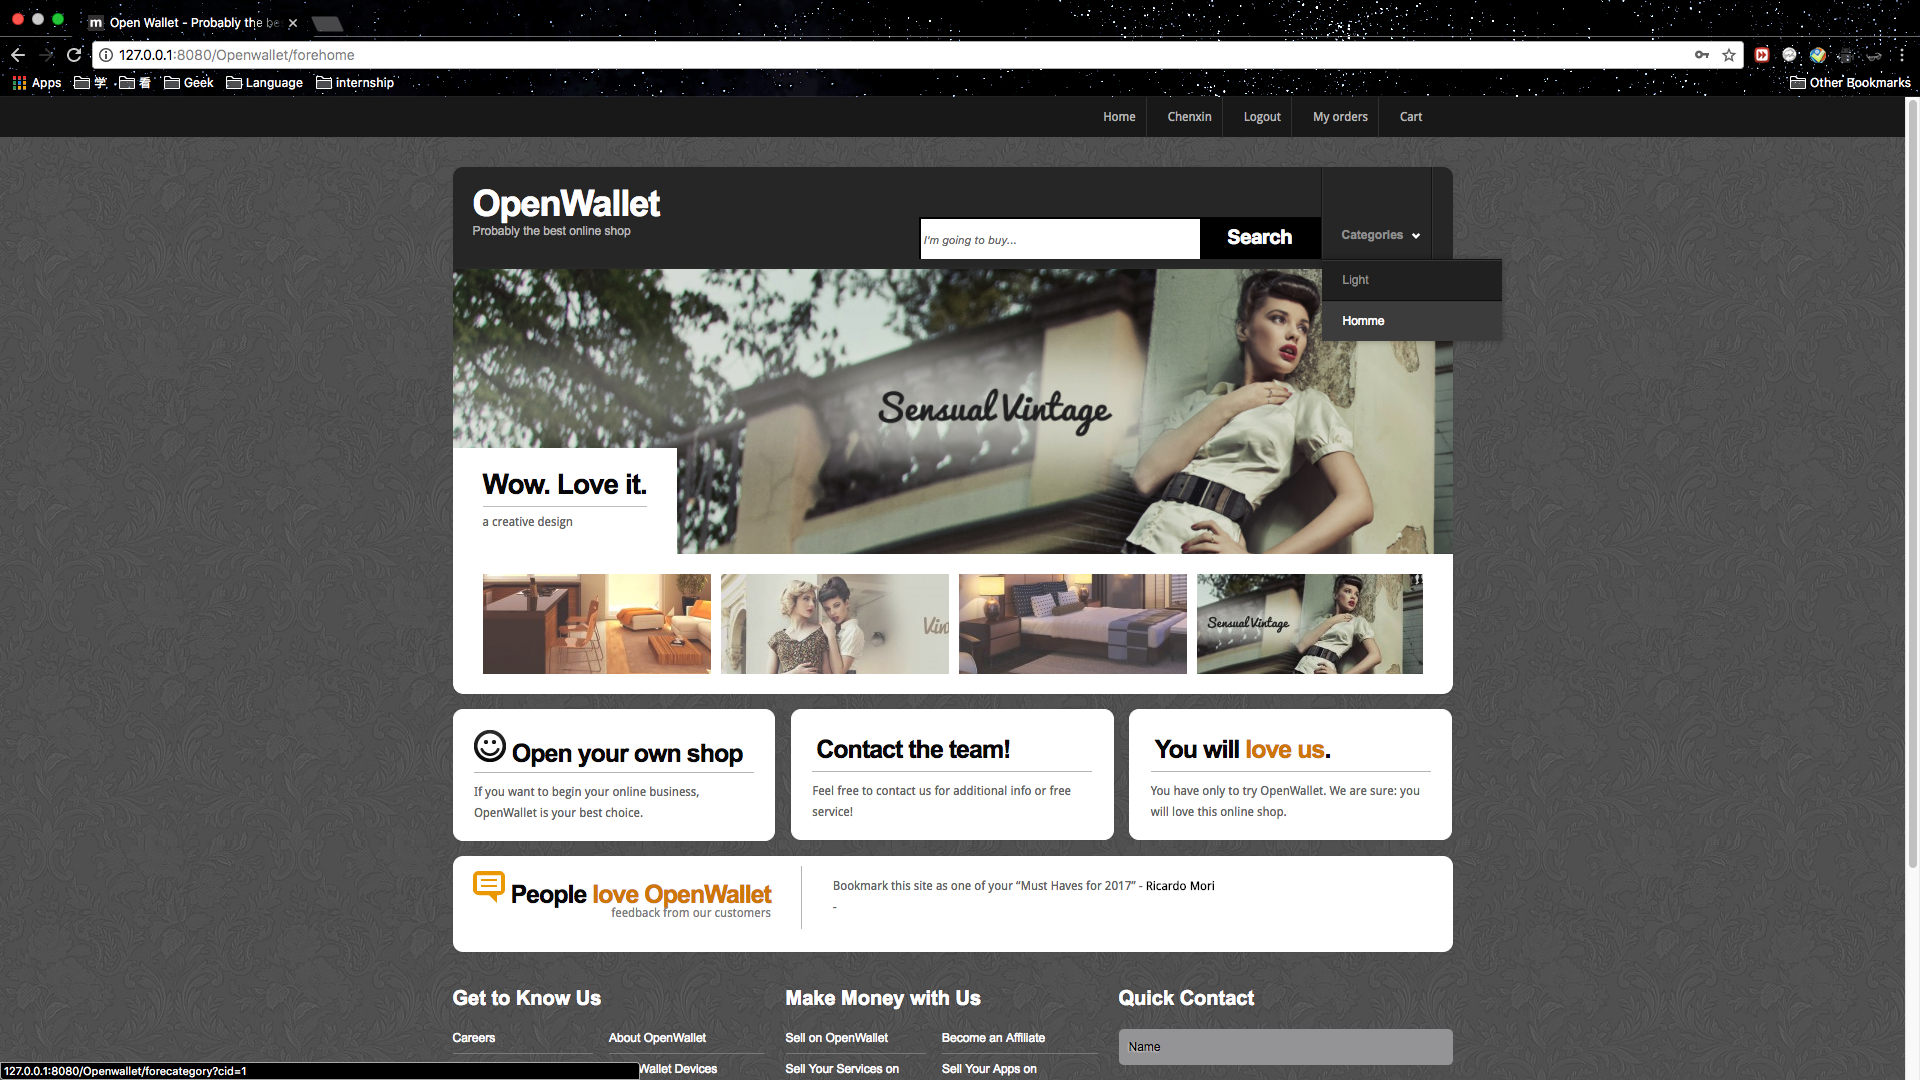 m Open Wallet - Probably the be
127.0.0.1:8080/Openwallet/forehome
Apps 学 看 Geek Language internship Other Bookmarks
Home Chenxin Logout My orders Cart
OpenWallet
Probably the best online shop
I'm going to buy... Search Categories
Light
Homme
Sensual Vintage
Wow. Love it.
a creative design
Vin
Sensual Vintage
Open your own shop
If you want to begin your online business,
OpenWallet is your best choice.
Contact the team!
Feel free to contact us for additional info or free
service!
You will love us.
You have only to try OpenWallet. We are sure: you
will love this online shop.
People love OpenWallet
feedback from our customers
Bookmark this site as one of your “Must Haves for 2017” - Ricardo Mori
-
Get to Know Us
Careers About OpenWallet
Wallet Devices
Make Money with Us
Sell on OpenWallet Become an Affiliate
Sell Your Services on Sell Your Apps on
Quick Contact
Name
127.0.0.1:8080/Openwallet/forecategory?cid=1